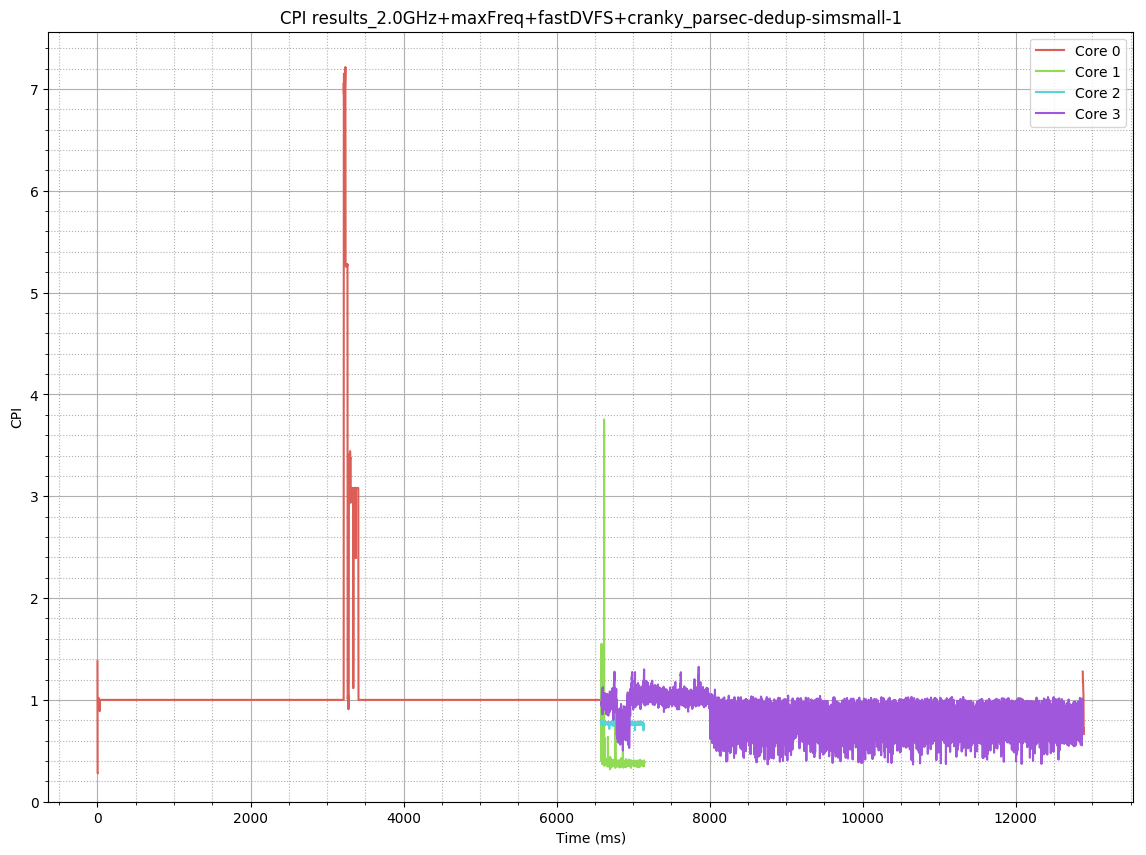 CPI results_2.0GHz+maxFreq+fastDVFS+cranky_parsec-dedup-simsmall-1
Core 0
Core 1
Core 2
Core 3
CPI
7
6
5
4
3
2
1
0
0 2000 4000 6000 8000 10000 12000
Time (ms)